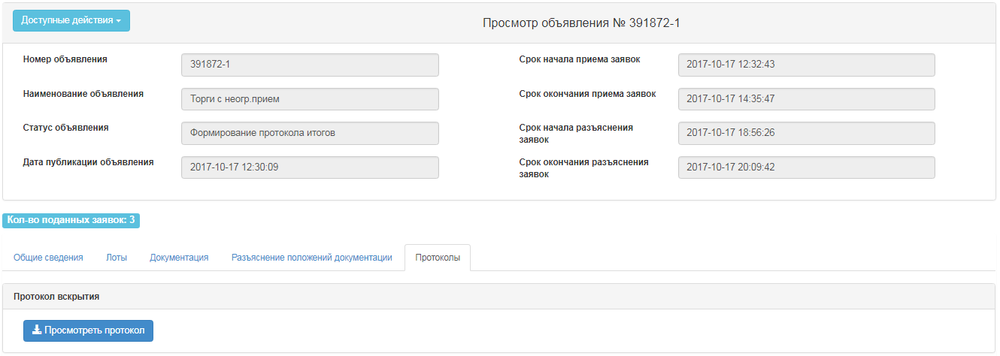 Доступные действия
Просмотр объявления № 391872-1
Номер объявления
391872-1
Срок начала приема заявок
2017-10-17 12:32:43
Наименование объявления
Торги с неогр.прием
Срок окончания приема заявок
2017-10-17 14:35:47
Статус объявления
Формирование протокола итогов
Срок начала разъяснения
заявок
2017-10-17 18:56:26
Дата публикации объявления
2017-10-17 12:30:09
Срок окончания разъяснения
заявок
2017-10-17 20:09:42
Кол-во поданных заявок: 3
Общие сведения
Лоты
Документация
Разъяснение положений документации
Протоколы
Протокол вскрытия
Просмотреть протокол